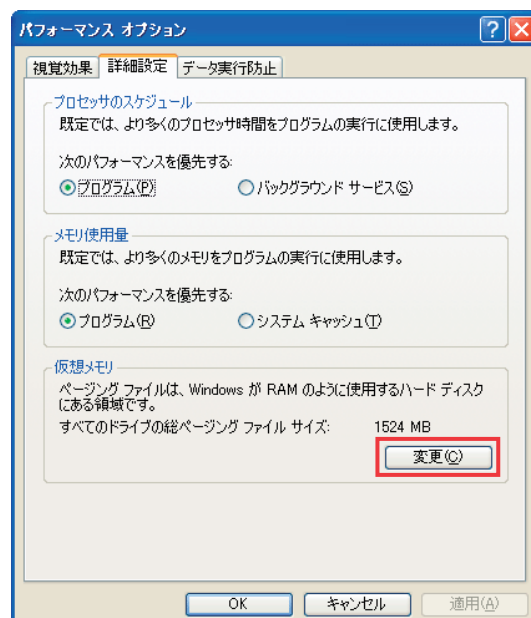 パフォーマンス オプション
視覚効果 詳細設定 データ実行防止
プロセッサのスケジュール
既定では、より多くのプロセッサ時間をプログラムの実行に使用します。
次のパフォーマンスを優先する:
プログラム(P) バックグラウンド サービス(S)
メモリ使用量
既定では、より多くのメモリをプログラムの実行に使用します。
次のパフォーマンスを優先する:
プログラム(R) システム キャッシュ(T)
仮想メモリ
ページング ファイルは、Windows が RAM のように使用するハード ディスク
にある領域です。
すべてのドライブの総ページング ファイル サイズ: 1524 MB
変更(C)
OK キャンセル 適用(A)